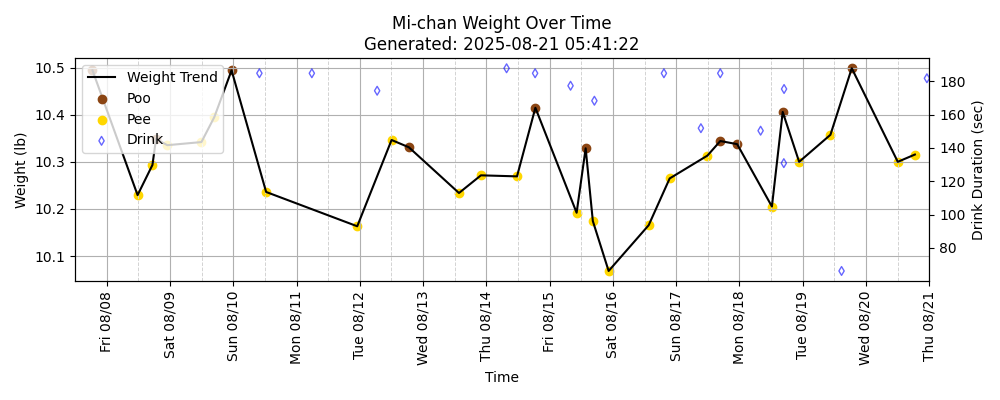 Mi-chan Weight Over Time
Generated: 2025-08-21 05:41:22
Weight (lb)
10.5
10.4
10.3
10.2
10.1
Weight Trend
Poo
Pee
Drink
180
160
140
120
100
80
Drink Duration (sec)
Fri 08/08
Sat 08/09
Sun 08/10
Mon 08/11
Tue 08/12
Wed 08/13
Thu 08/14
Fri 08/15
Sat 08/16
Sun 08/17
Mon 08/18
Tue 08/19
Wed 08/20
Thu 08/21
Time